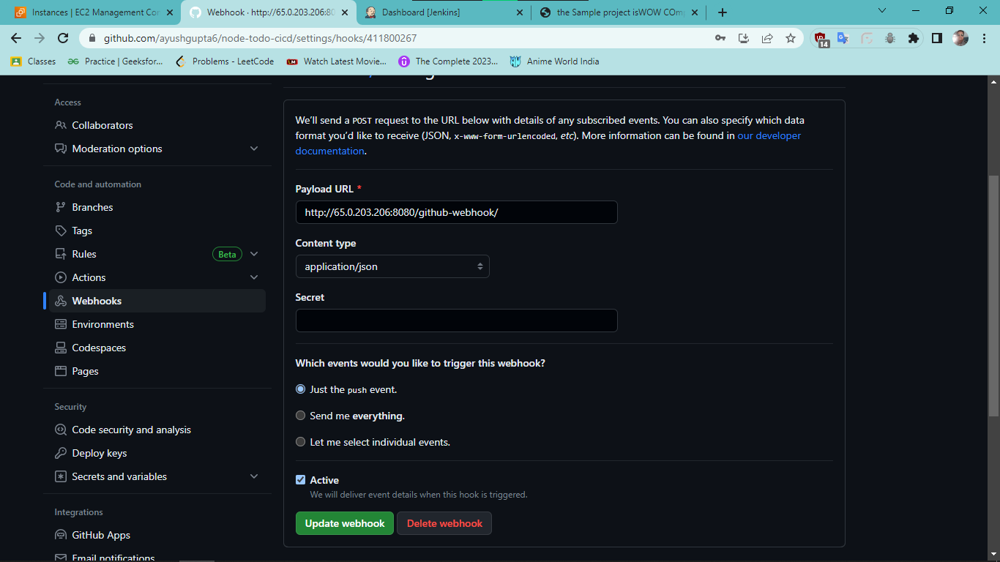 Instances | EC2 Management Con
Webhook · http://65.0.203.206:80
Dashboard [Jenkins]
the Sample project isWOW COmp
github.com/ayushgupta6/node-todo-cicd/settings/hooks/411800267
14
Classes
Practice | Geeksfor...
Problems - LeetCode
Watch Latest Movie...
The Complete 2023...
Anime World India
Access
Collaborators
Moderation options
Code and automation
Branches
Tags
Rules
Beta
Actions
Webhooks
Environments
Codespaces
Pages
Security
Code security and analysis
Deploy keys
Secrets and variables
Integrations
GitHub Apps
Email notifications
We’ll send a POST request to the URL below with details of any subscribed events. You can also specify which data
format you’d like to receive (JSON, x-www-form-urlencoded, etc). More information can be found in our developer
documentation.
Payload URL *
http://65.0.203.206:8080/github-webhook/
Content type
application/json
Secret
Which events would you like to trigger this webhook?
Just the push event.
Send me everything.
Let me select individual events.
Active
We will deliver event details when this hook is triggered.
Update webhook
Delete webhook